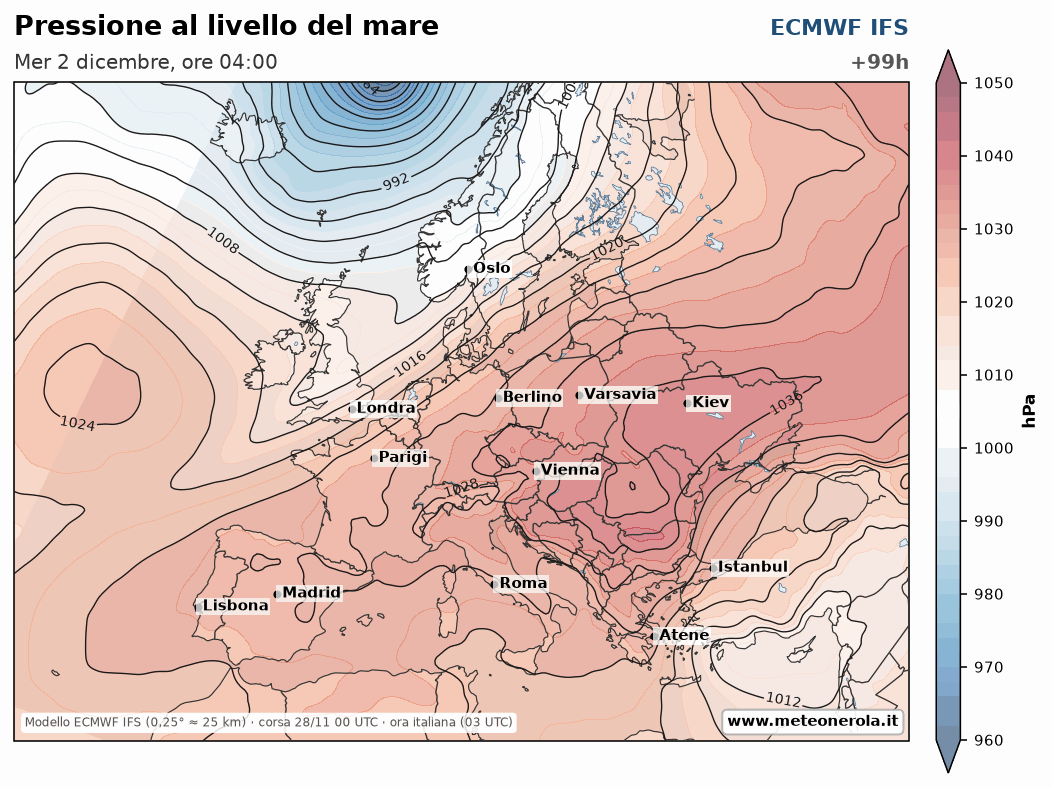 Pressione al livello del mare
ECMWF IFS
Mer 2 dicembre, ore 04:00
+99h
1050
1040
1030
1020
1010
1000
990
980
970
960
hPa
992
1008
1020
1016
1024
1036
1028
1012
Oslo
Londra
Berlino
Varsavia
Kiev
Parigi
Vienna
Istanbul
Roma
Madrid
Lisbona
Atene
Modello ECMWF IFS (0,25° ≈ 25 km) · corsa 28/11 00 UTC · ora italiana (03 UTC)
www.meteonerola.it